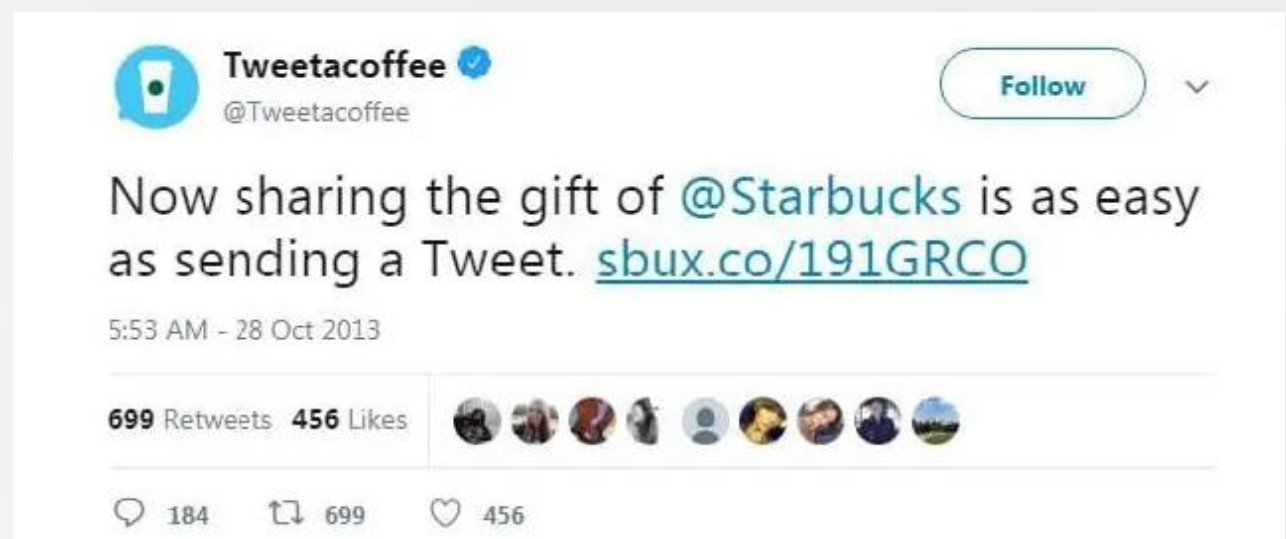 Tweetacoffee
@Tweetacoffee
Follow
Now sharing the gift of @Starbucks is as easy
as sending a Tweet. sbux.co/191GRCO
5:53 AM - 28 Oct 2013
699 Retweets 456 Likes
184 699 456